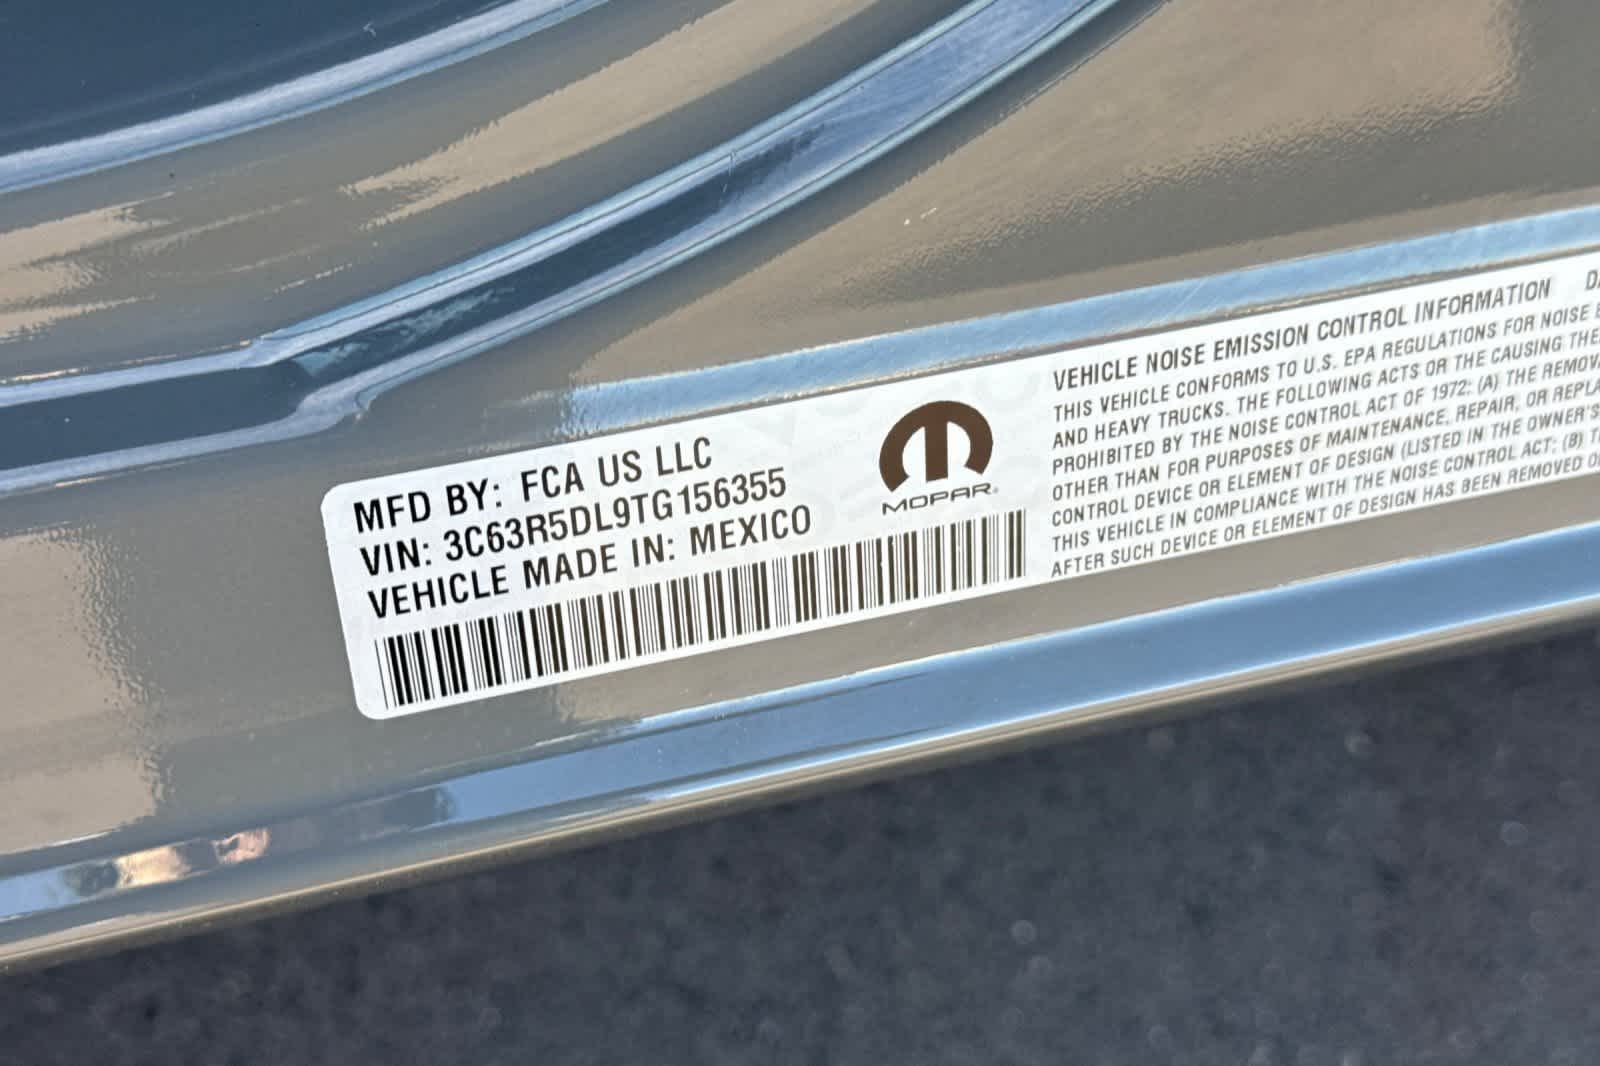 MFD BY: FCA US LLC
VIN: 3C63R5DL9TG156355
VEHICLE MADE IN: MEXICO
MOPAR®
VEHICLE NOISE EMISSION CONTROL INFORMATION
THIS VEHICLE CONFORMS TO U.S. EPA REGULATIONS FOR NOISE
AND HEAVY TRUCKS. THE FOLLOWING ACTS OR THE CAUSING
PROHIBITED BY THE NOISE CONTROL ACT OF 1972: (A) THE
OTHER THAN FOR PURPOSES OF MAINTENANCE, REPAIR, OR
CONTROL DEVICE OR ELEMENT OF DESIGN (LISTED IN THE OWNER'S
THIS VEHICLE IN COMPLIANCE WITH THE NOISE CONTROL ACT; (B)
AFTER SUCH DEVICE OR ELEMENT OF DESIGN HAS BEEN REMOVED